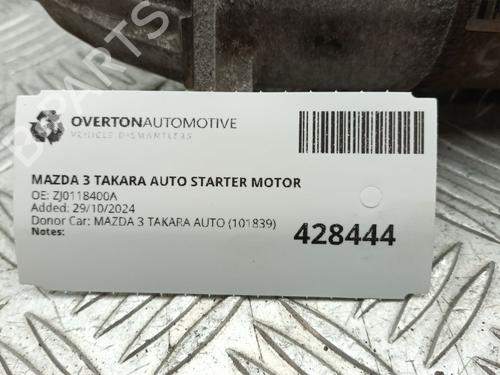 OVERTONAUTOMOTIVE
VEHICLE DISMANTLERS
MAZDA 3 TAKARA AUTO STARTER MOTOR
OE: ZJ0118400A
Added: 29/10/2024
Donor Car: MAZDA 3 TAKARA AUTO (101839)
Notes:
428444